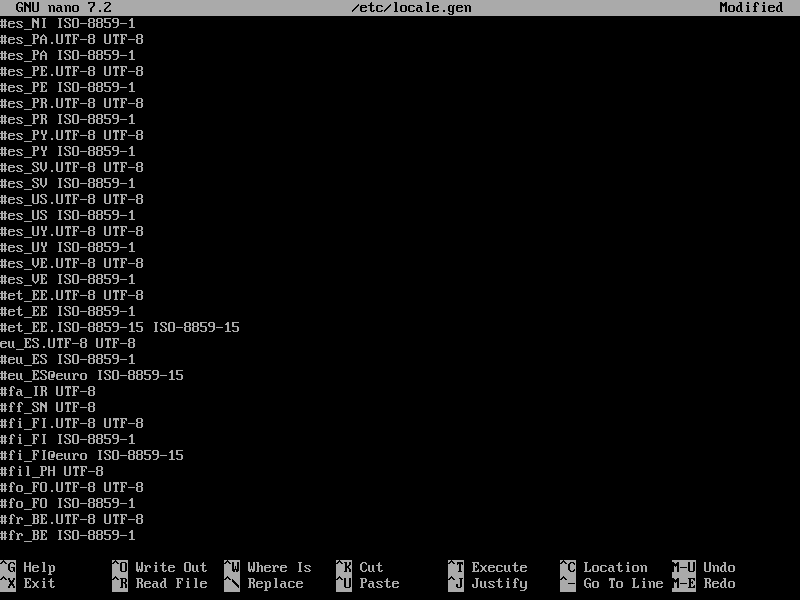 GNU nano 7.2 /etc/locale.gen Modified
#es_NI ISO-8859-1
#es_PA.UTF-8 UTF-8
#es_PA ISO-8859-1
#es_PE.UTF-8 UTF-8
#es_PE ISO-8859-1
#es_PR.UTF-8 UTF-8
#es_PR ISO-8859-1
#es_PY.UTF-8 UTF-8
#es_PY ISO-8859-1
#es_SV.UTF-8 UTF-8
#es_SV ISO-8859-1
#es_US.UTF-8 UTF-8
#es_US ISO-8859-1
#es_UY.UTF-8 UTF-8
#es_UY ISO-8859-1
#es_VE.UTF-8 UTF-8
#es_VE ISO-8859-1
#et_EE.UTF-8 UTF-8
#et_EE ISO-8859-1
#et_EE.ISO-8859-15 ISO-8859-15
eu_ES.UTF-8 UTF-8
#eu_ES ISO-8859-1
#eu_ES@euro ISO-8859-15
#fa_IR UTF-8
#ff_SN UTF-8
#fi_FI.UTF-8 UTF-8
#fi_FI ISO-8859-1
#fi_FI@euro ISO-8859-15
#fil_PH UTF-8
#fo_FO.UTF-8 UTF-8
#fo_FO ISO-8859-1
#fr_BE.UTF-8 UTF-8
#fr_BE ISO-8859-1
^G Help ^O Write Out ^W Where Is ^K Cut ^T Execute ^C Location M-U Undo
^X Exit ^R Read File ^\ Replace ^U Paste ^J Justify ^- Go To Line M-E Redo